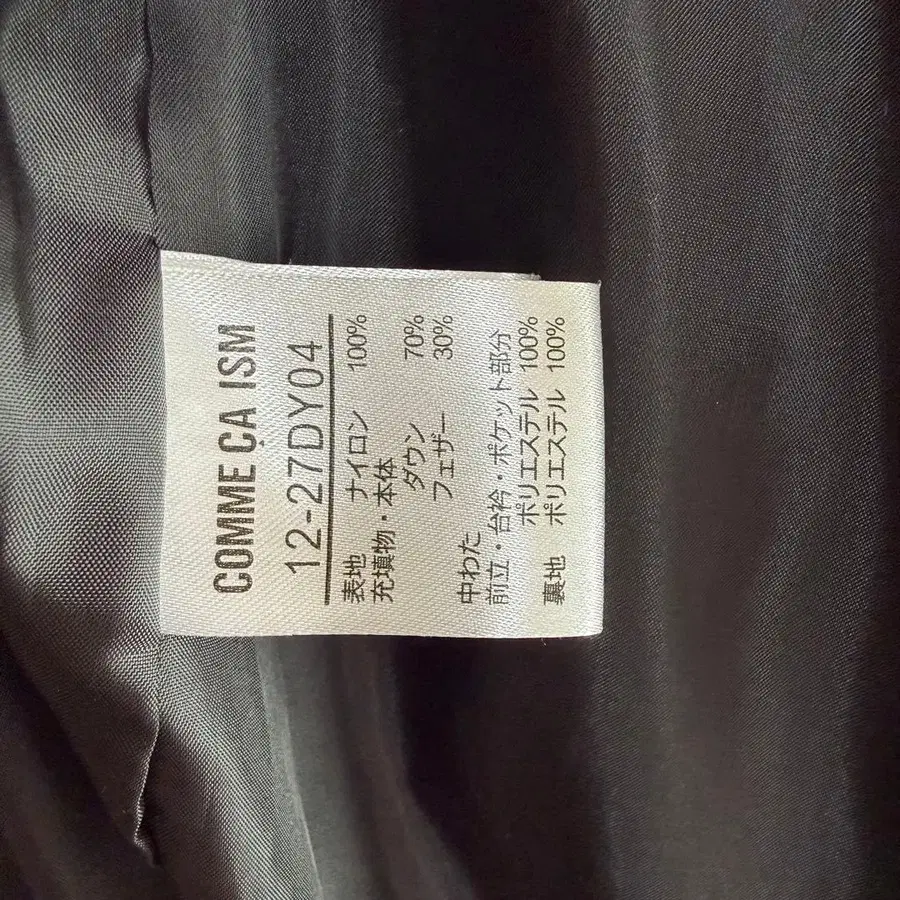 COMME ÇA ISM
12-27DY04
表地 ナイロン 100%
充填物・本体
ダウン 70%
フェザー 30%
中わた
前立・台衿・ポケット部分
ポリエステル 100%
裏地 ポリエステル 100%